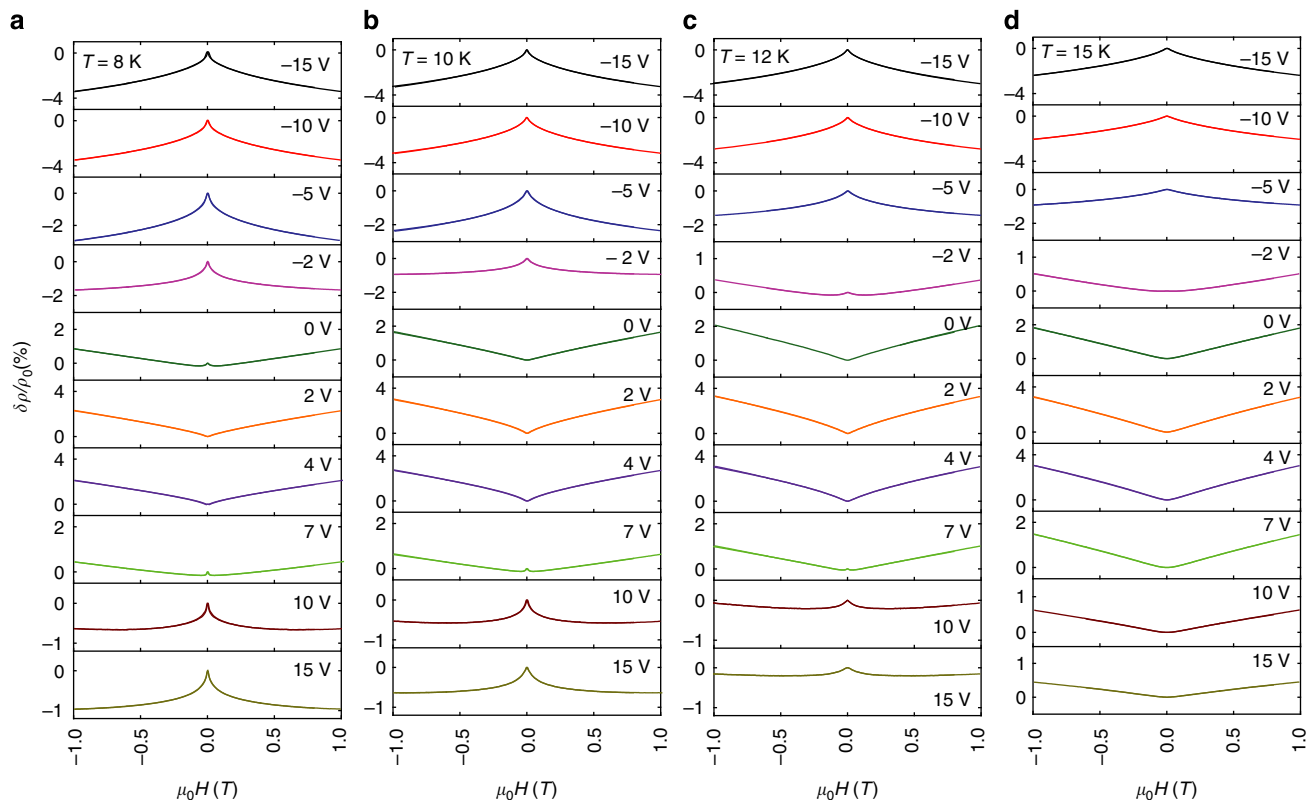 a
T = 8 K
0
−4
−15 V
0
−4
−10 V
0
−2
−5 V
0
−2
−2 V
2
0
0 V
4
0
2 V
4
0
4 V
2
0
7 V
0
−1
10 V
0
−1
15 V
δρ/ρ0(%)
−1.0
−0.5
0.0
0.5
1.0
μ0H (T)
b
T = 10 K
0
−4
−15 V
0
−4
−10 V
0
−2
−5 V
0
−2
− 2 V
2
0
0 V
4
0
2 V
4
0
4 V
2
0
7 V
0
−1
10 V
0
−1
15 V
−1.0
−0.5
0.0
0.5
1.0
μ0H (T)
c
T = 12 K
0
−4
−15 V
0
−4
−10 V
0
−2
−5 V
1
0
−2 V
2
0
0 V
4
0
2 V
4
0
4 V
2
0
7 V
0
−1
10 V
0
−1
15 V
−1.0
−0.5
0.0
0.5
1.0
μ0H (T)
d
T = 15 K
0
−4
−15 V
0
−4
−10 V
0
−2
−5 V
1
0
−2 V
2
0
0 V
4
0
2 V
4
0
4 V
2
0
7 V
1
0
10 V
1
0
15 V
−1.0
−0.5
0.0
0.5
1.0
μ0H (T)